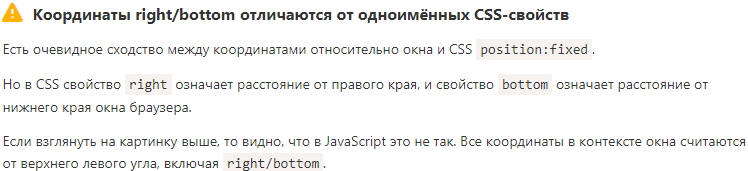 Координаты right/bottom отличаются от одноимённых CSS-свойств
Есть очевидное сходство между координатами относительно окна и CSS position:fixed.
Но в CSS свойство right означает расстояние от правого края, и свойство bottom означает расстояние от
нижнего края окна браузера.
Если взглянуть на картинку выше, то видно, что в JavaScript это не так. Все координаты в контексте окна считаются
от верхнего левого угла, включая right/bottom.